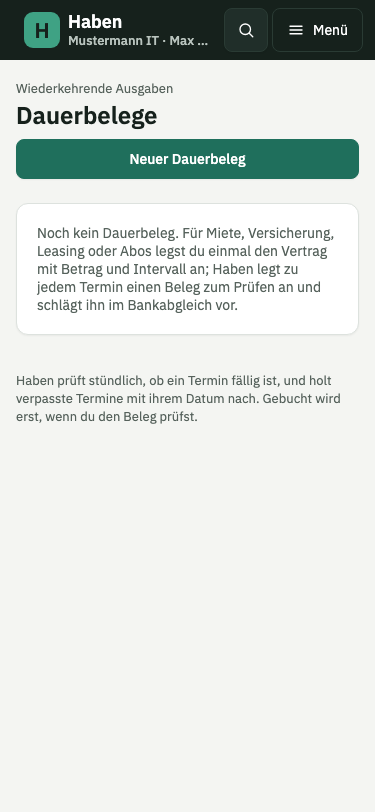 H
Haben
Mustermann IT · Max ...
Menü
Wiederkehrende Ausgaben
Dauerbelege
Neuer Dauerbeleg
Noch kein Dauerbeleg. Für Miete, Versicherung,
Leasing oder Abos legst du einmal den Vertrag
mit Betrag und Intervall an; Haben legt zu
jedem Termin einen Beleg zum Prüfen an und
schlägt ihn im Bankabgleich vor.
Haben prüft stündlich, ob ein Termin fällig ist, und holt
verpasste Termine mit ihrem Datum nach. Gebucht wird
erst, wenn du den Beleg prüfst.